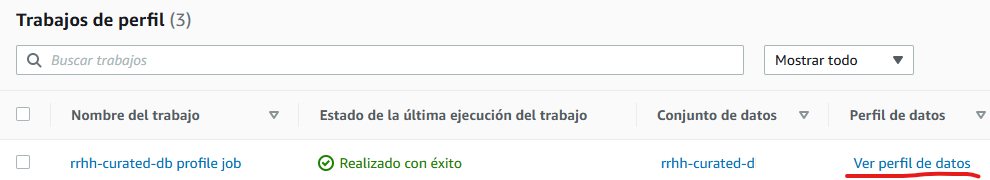 Trabajos de perfil (3)
Buscar trabajos
Mostrar todo
Nombre del trabajo
Estado de la última ejecución del trabajo
Conjunto de datos
Perfil de datos
rrhh-curated-db profile job
Realizado con éxito
rrhh-curated-d
Ver perfil de datos